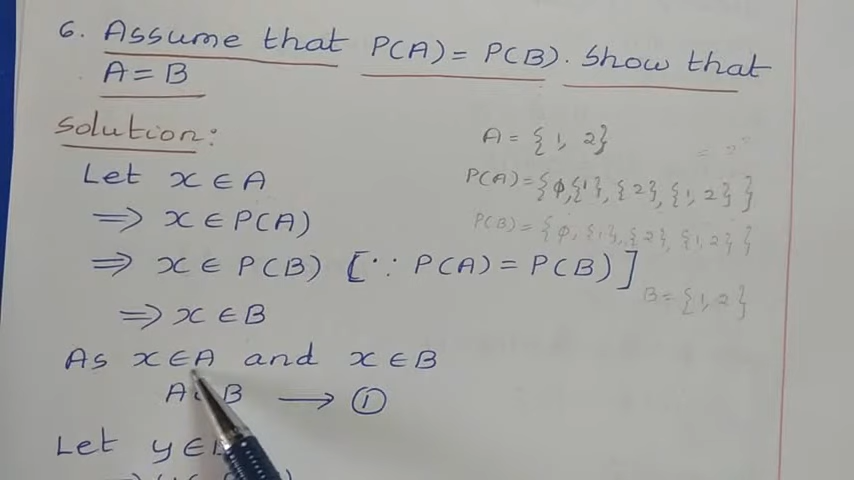 6. Assume that P(A) = P(B). Show that
A = B
Solution:
A = {1, 2}
Let x ∈ A
P(A) = {φ,{1}, {2}, {1, 2}}
⇒ x ∈ P(A)
P(B) = {φ, {1}, {2}, {1, 2}}
⇒ x ∈ P(B) [∵ P(A) = P(B)]
B = {1, 2}
⇒ x ∈ B
As x ∈ A and x ∈ B
A ⊂ B → ①
Let y ∈